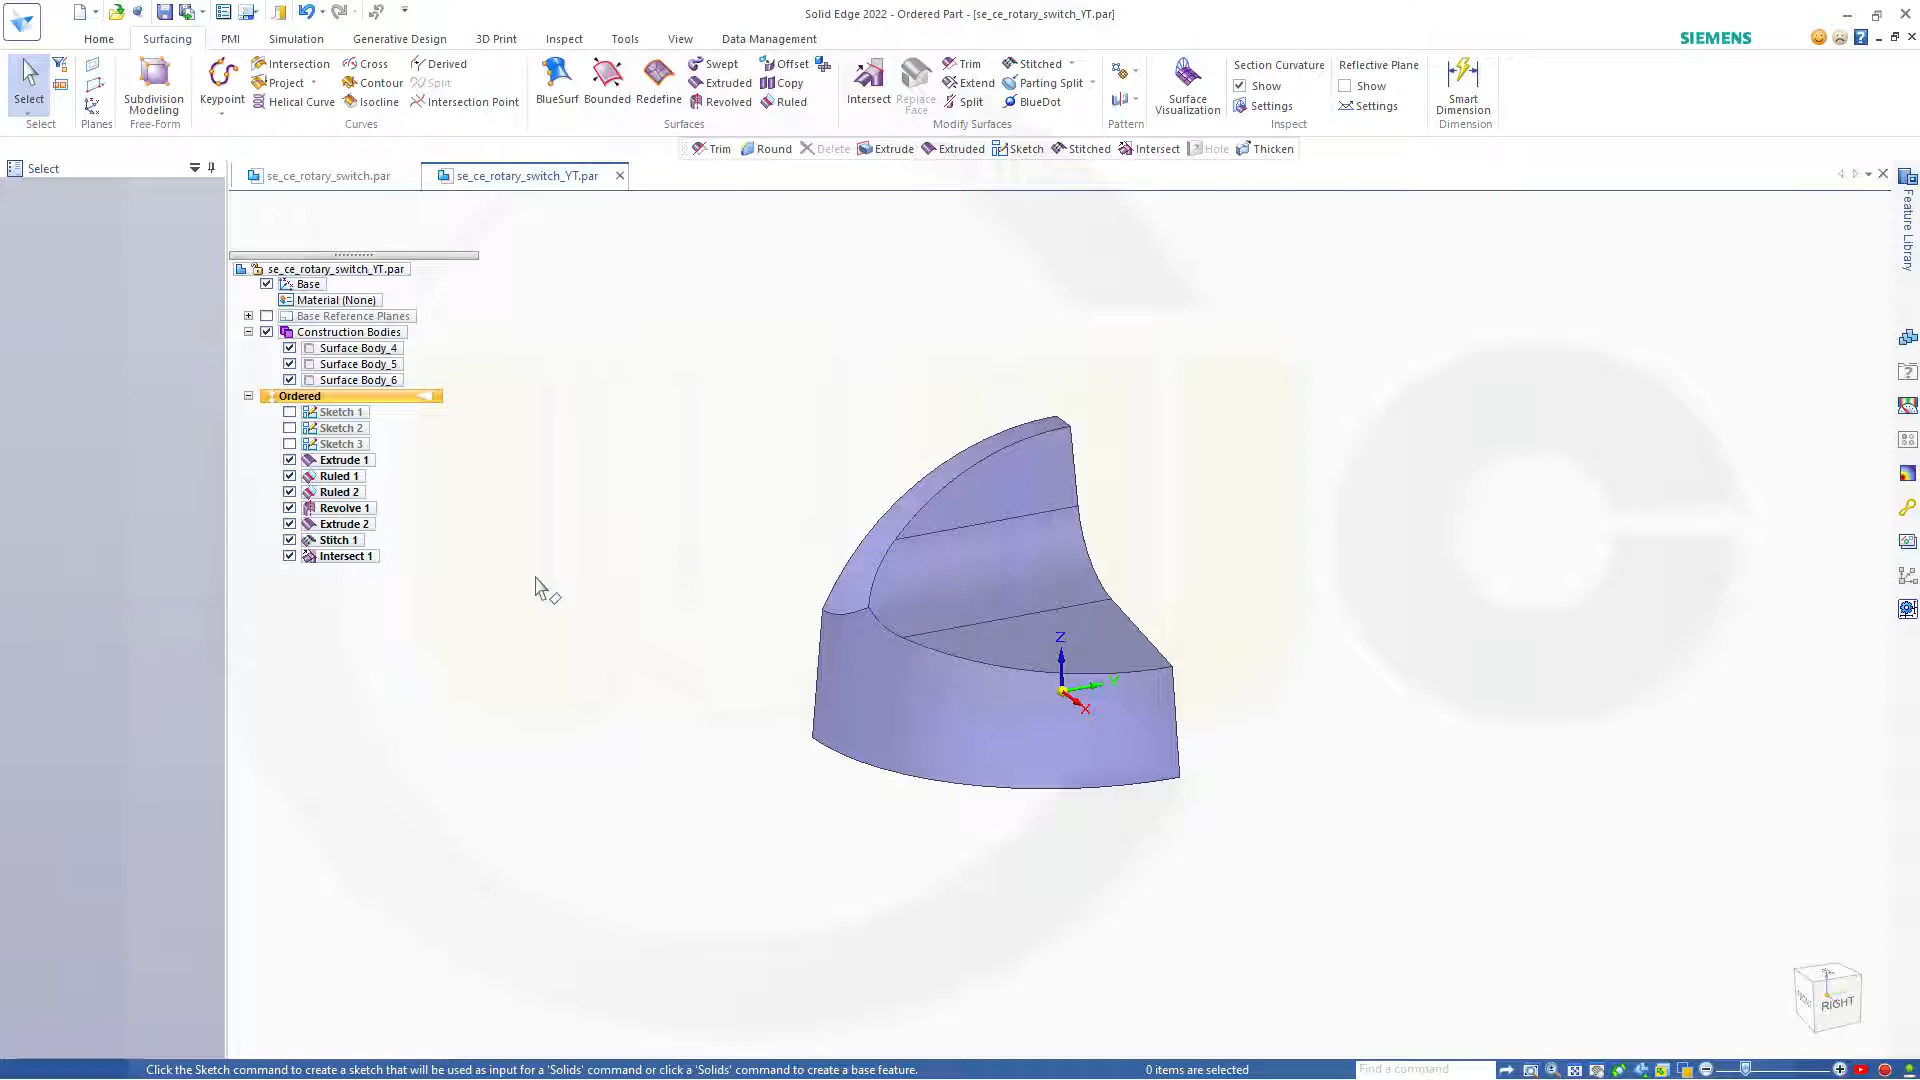 Solid Edge 2022 - Ordered Part - [se_ce_rotary_switch_YT.par]
Home Surfacing PMI Simulation Generative Design 3D Print Inspect Tools View Data Management
SIEMENS
Select
Select
Planes
Subdivision
Modeling
Free-Form
Keypoint
Intersection
Project
Helical Curve
Cross
Contour
Isocline
Derived
Split
Intersection Point
Curves
BlueSurf
Bounded
Redefine
Swept
Extruded
Revolved
Offset
Copy
Ruled
Surfaces
Intersect
Replace
Face
Trim
Extend
Split
Stitched
Parting Split
BlueDot
Modify Surfaces
Pattern
Surface
Visualization
Section Curvature
Show
Settings
Inspect
Reflective Plane
Show
Settings
Smart
Dimension
Dimension
Trim Round Delete Extrude Extruded Sketch Stitched Intersect Hole Thicken
Select
se_ce_rotary_switch.par
se_ce_rotary_switch_YT.par
Feature Library
se_ce_rotary_switch_YT.par
Base
Material (None)
Base Reference Planes
Construction Bodies
Surface Body_4
Surface Body_5
Surface Body_6
Ordered
Sketch 1
Sketch 2
Sketch 3
Extrude 1
Ruled 1
Ruled 2
Revolve 1
Extrude 2
Stitch 1
Intersect 1
Z
Y
X
RIGHT
Click the Sketch command to create a sketch that will be used as input for a 'Solids' command or click a 'Solids' command to create a base feature.
0 items are selected
Find a command